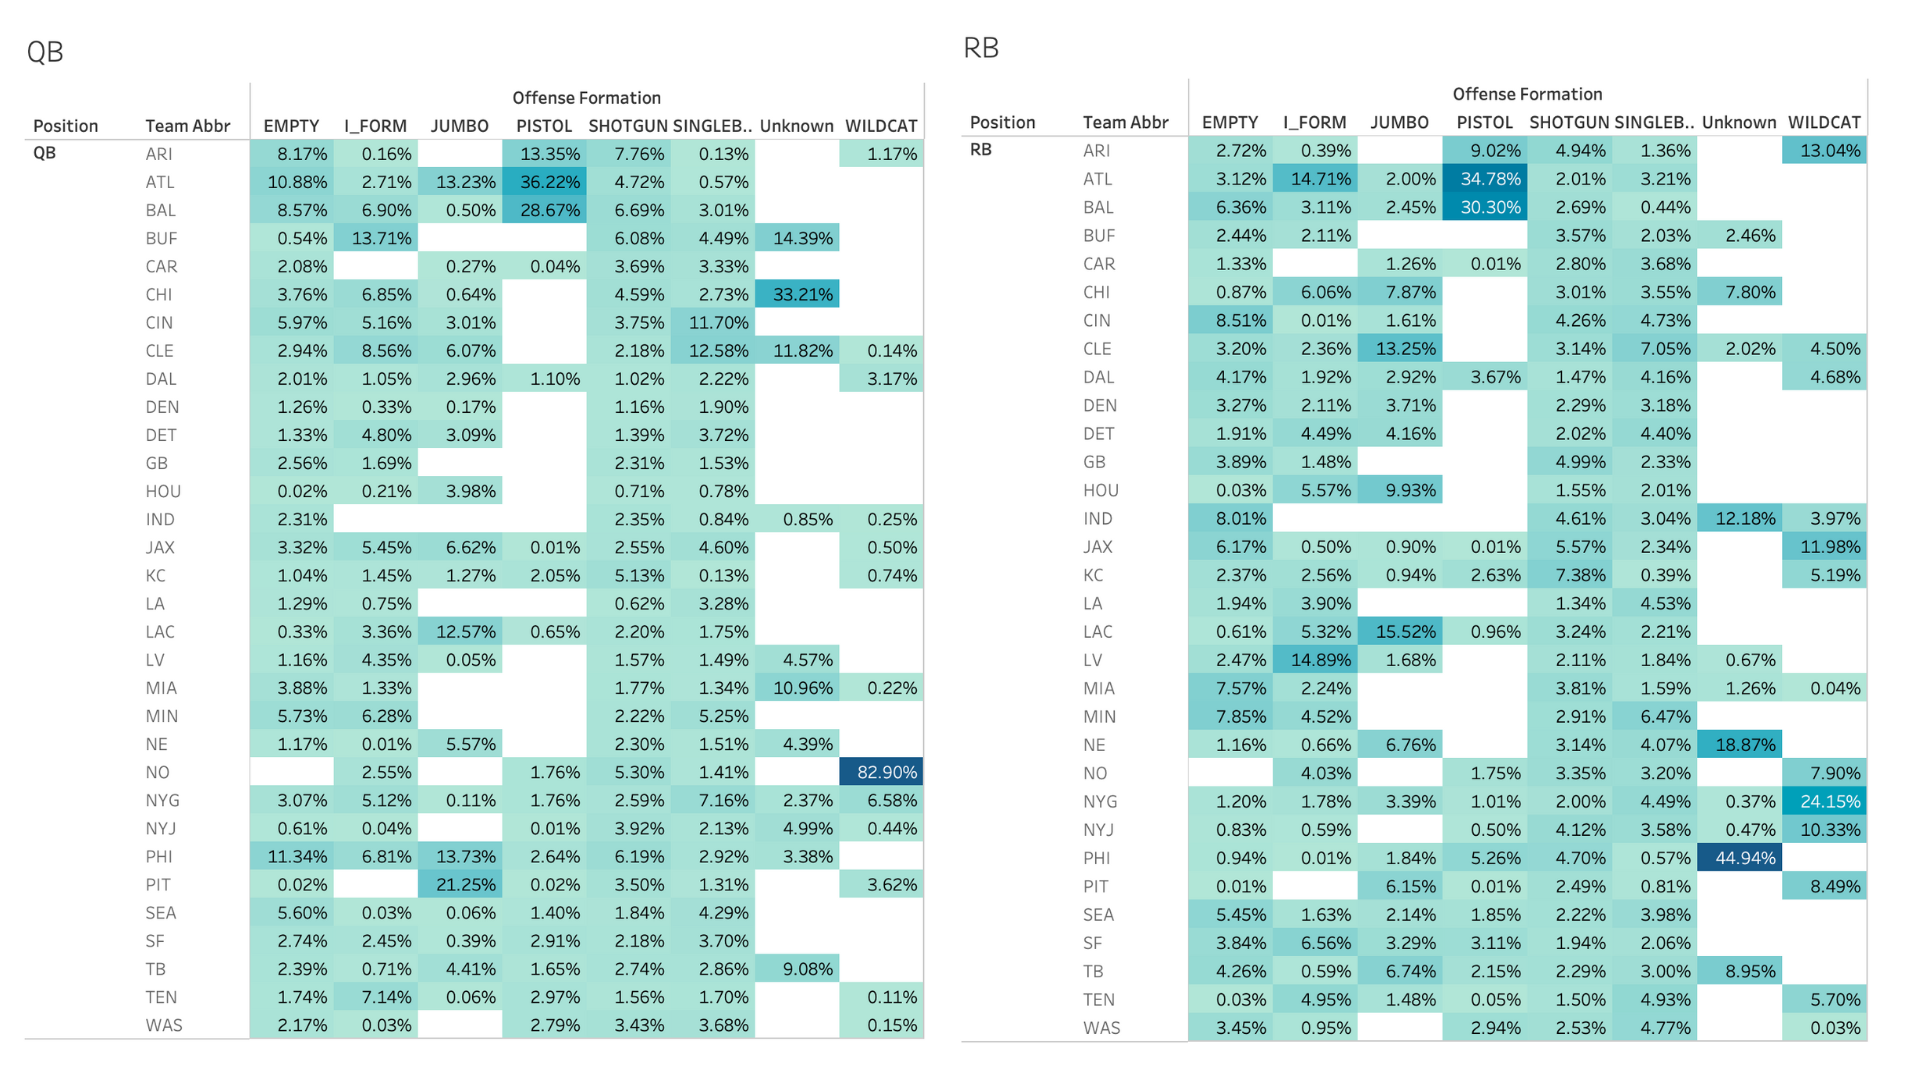 QB
Offense Formation
Position Team Abbr EMPTY I_FORM JUMBO PISTOL SHOTGUN SINGLEB.. Unknown WILDCAT
QB ARI 8.17% 0.16% 13.35% 7.76% 0.13% 1.17%
ATL 10.88% 2.71% 13.23% 36.22% 4.72% 0.57%
BAL 8.57% 6.90% 0.50% 28.67% 6.69% 3.01%
BUF 0.54% 13.71% 6.08% 4.49% 14.39%
CAR 2.08% 0.27% 0.04% 3.69% 3.33%
CHI 3.76% 6.85% 0.64% 4.59% 2.73% 33.21%
CIN 5.97% 5.16% 3.01% 3.75% 11.70%
CLE 2.94% 8.56% 6.07% 2.18% 12.58% 11.82% 0.14%
DAL 2.01% 1.05% 2.96% 1.10% 1.02% 2.22% 3.17%
DEN 1.26% 0.33% 0.17% 1.16% 1.90%
DET 1.33% 4.80% 3.09% 1.39% 3.72%
GB 2.56% 1.69% 2.31% 1.53%
HOU 0.02% 0.21% 3.98% 0.71% 0.78%
IND 2.31% 2.35% 0.84% 0.85% 0.25%
JAX 3.32% 5.45% 6.62% 0.01% 2.55% 4.60% 0.50%
KC 1.04% 1.45% 1.27% 2.05% 5.13% 0.13% 0.74%
LA 1.29% 0.75% 0.62% 3.28%
LAC 0.33% 3.36% 12.57% 0.65% 2.20% 1.75%
LV 1.16% 4.35% 0.05% 1.57% 1.49% 4.57%
MIA 3.88% 1.33% 1.77% 1.34% 10.96% 0.22%
MIN 5.73% 6.28% 2.22% 5.25%
NE 1.17% 0.01% 5.57% 2.30% 1.51% 4.39%
NO 2.55% 1.76% 5.30% 1.41% 82.90%
NYG 3.07% 5.12% 0.11% 1.76% 2.59% 7.16% 2.37% 6.58%
NYJ 0.61% 0.04% 0.01% 3.92% 2.13% 4.99% 0.44%
PHI 11.34% 6.81% 13.73% 2.64% 6.19% 2.92% 3.38%
PIT 0.02% 21.25% 0.02% 3.50% 1.31% 3.62%
SEA 5.60% 0.03% 0.06% 1.40% 1.84% 4.29%
SF 2.74% 2.45% 0.39% 2.91% 2.18% 3.70%
TB 2.39% 0.71% 4.41% 1.65% 2.74% 2.86% 9.08%
TEN 1.74% 7.14% 0.06% 2.97% 1.56% 1.70% 0.11%
WAS 2.17% 0.03% 2.79% 3.43% 3.68% 0.15%
RB
Offense Formation
Position Team Abbr EMPTY I_FORM JUMBO PISTOL SHOTGUN SINGLEB.. Unknown WILDCAT
RB ARI 2.72% 0.39% 9.02% 4.94% 1.36% 13.04%
ATL 3.12% 14.71% 2.00% 34.78% 2.01% 3.21%
BAL 6.36% 3.11% 2.45% 30.30% 2.69% 0.44%
BUF 2.44% 2.11% 3.57% 2.03% 2.46%
CAR 1.33% 1.26% 0.01% 2.80% 3.68%
CHI 0.87% 6.06% 7.87% 3.01% 3.55% 7.80%
CIN 8.51% 0.01% 1.61% 4.26% 4.73%
CLE 3.20% 2.36% 13.25% 3.14% 7.05% 2.02% 4.50%
DAL 4.17% 1.92% 2.92% 3.67% 1.47% 4.16% 4.68%
DEN 3.27% 2.11% 3.71% 2.29% 3.18%
DET 1.91% 4.49% 4.16% 2.02% 4.40%
GB 3.89% 1.48% 4.99% 2.33%
HOU 0.03% 5.57% 9.93% 1.55% 2.01%
IND 8.01% 4.61% 3.04% 12.18% 3.97%
JAX 6.17% 0.50% 0.90% 0.01% 5.57% 2.34% 11.98%
KC 2.37% 2.56% 0.94% 2.63% 7.38% 0.39% 5.19%
LA 1.94% 3.90% 1.34% 4.53%
LAC 0.61% 5.32% 15.52% 0.96% 3.24% 2.21%
LV 2.47% 14.89% 1.68% 2.11% 1.84% 0.67%
MIA 7.57% 2.24% 3.81% 1.59% 1.26% 0.04%
MIN 7.85% 4.52% 2.91% 6.47%
NE 1.16% 0.66% 6.76% 3.14% 4.07% 18.87%
NO 4.03% 1.75% 3.35% 3.20% 7.90%
NYG 1.20% 1.78% 3.39% 1.01% 2.00% 4.49% 0.37% 24.15%
NYJ 0.83% 0.59% 0.50% 4.12% 3.58% 0.47% 10.33%
PHI 0.94% 0.01% 1.84% 5.26% 4.70% 0.57% 44.94%
PIT 0.01% 6.15% 0.01% 2.49% 0.81% 8.49%
SEA 5.45% 1.63% 2.14% 1.85% 2.22% 3.98%
SF 3.84% 6.56% 3.29% 3.11% 1.94% 2.06%
TB 4.26% 0.59% 6.74% 2.15% 2.29% 3.00% 8.95%
TEN 0.03% 4.95% 1.48% 0.05% 1.50% 4.93% 5.70%
WAS 3.45% 0.95% 2.94% 2.53% 4.77% 0.03%